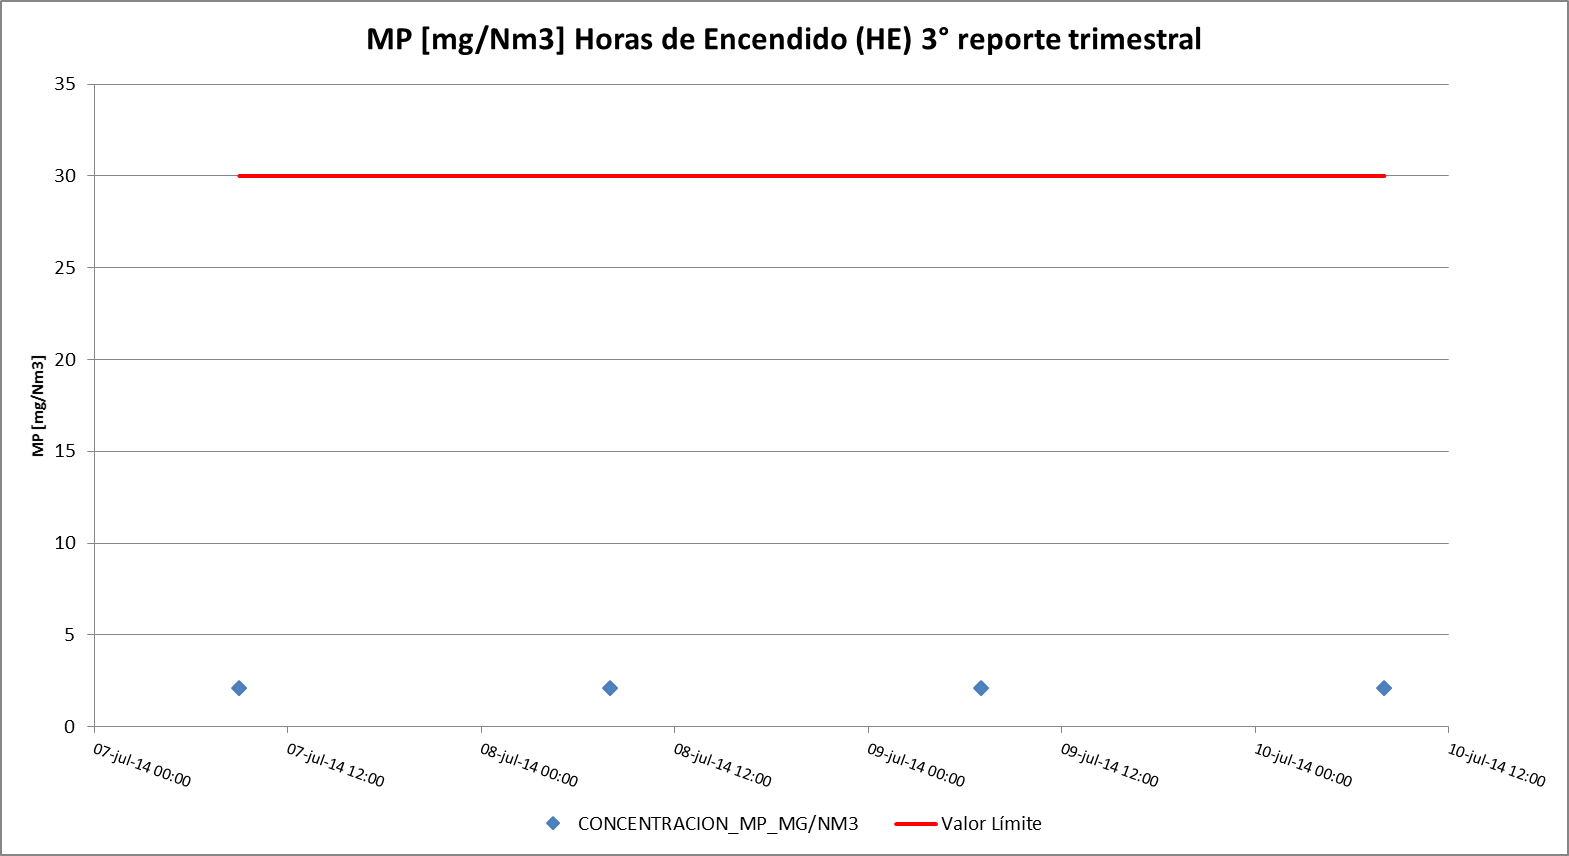 MP [mg/Nm3] Horas de Encendido (HE) 3° reporte trimestral
35
30
25
20
15
10
5
0
MP [mg/Nm3]
07-jul-14 00:00
07-jul-14 12:00
08-jul-14 00:00
08-jul-14 12:00
09-jul-14 00:00
09-jul-14 12:00
10-jul-14 00:00
10-jul-14 12:00
CONCENTRACION_MP_MG/NM3
Valor Límite